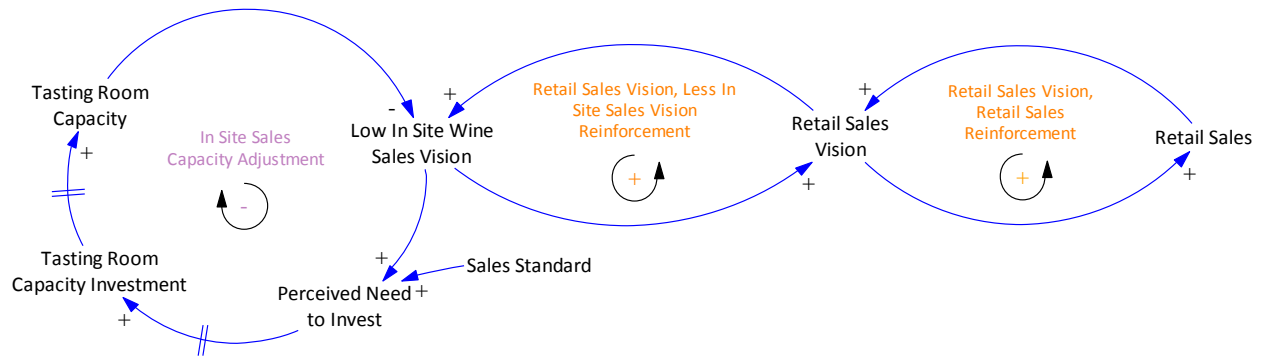 Tasting Room
Capacity
+
In Site Sales
Capacity Adjustment
-
-
+
Low In Site Wine
Sales Vision
Retail Sales Vision, Less In
Site Sales Vision
Reinforcement
+
+
+
Retail Sales
Vision
Retail Sales Vision,
Retail Sales
Reinforcement
+
Retail Sales
+
Tasting Room
Capacity Investment
+
Perceived Need
to Invest
+
+
Sales Standard